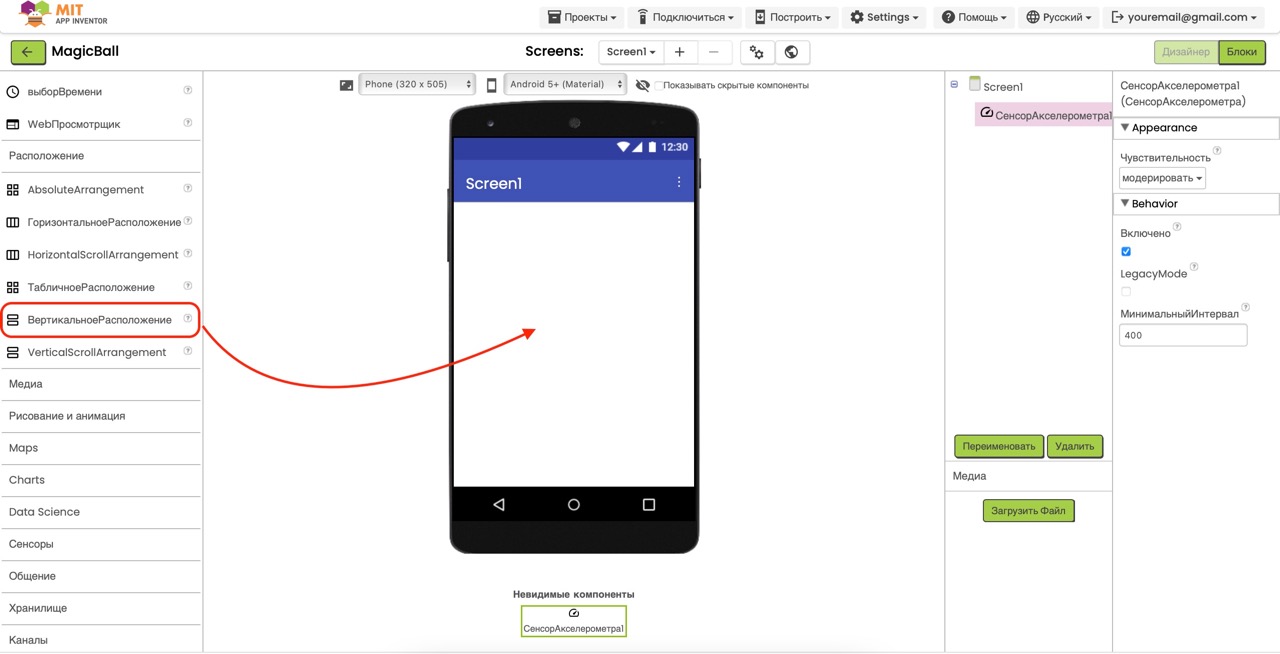 MIT
APP INVENTOR
Проекты
Подключиться
Построить
Settings
Помощь
Русский
youremail@gmail.com
MagicBall
Screens:
Screen1
Дизайнер
Блоки
выборВремени
WebПросмотрщик
Расположение
AbsoluteArrangement
ГоризонтальноеРасположение
HorizontalScrollArrangement
ТабличноеРасположение
ВертикальноеРасположение
VerticalScrollArrangement
Медиа
Рисование и анимация
Maps
Charts
Data Science
Сенсоры
Общение
Хранилище
Каналы
Phone (320 x 505)
Android 5+ (Material)
Показывать скрытые компоненты
12:30
Screen1
Невидимые компоненты
СенсорАкселерометра1
Screen1
СенсорАкселерометра1
Переименовать
Удалить
Медиа
Загрузить Файл
СенсорАкселерометра1
(СенсорАкселерометра)
Appearance
Чувствительность
модерировать
Behavior
Включено
LegacyMode
МинимальныйИнтервал
400